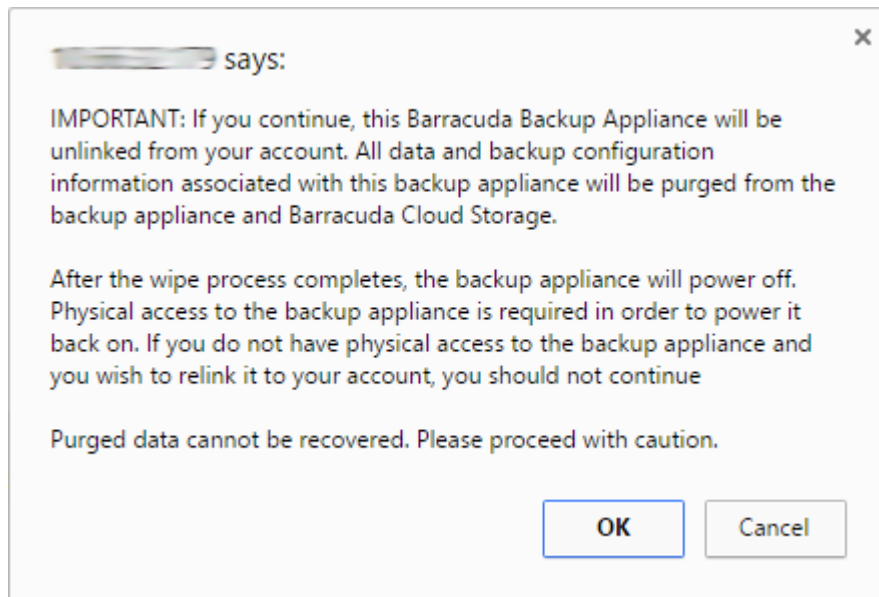 says:
IMPORTANT: If you continue, this Barracuda Backup Appliance will be
unlinked from your account. All data and backup configuration
information associated with this backup appliance will be purged from the
backup appliance and Barracuda Cloud Storage.
After the wipe process completes, the backup appliance will power off.
Physical access to the backup appliance is required in order to power it
back on. If you do not have physical access to the backup appliance and
you wish to relink it to your account, you should not continue
Purged data cannot be recovered. Please proceed with caution.
OK Cancel